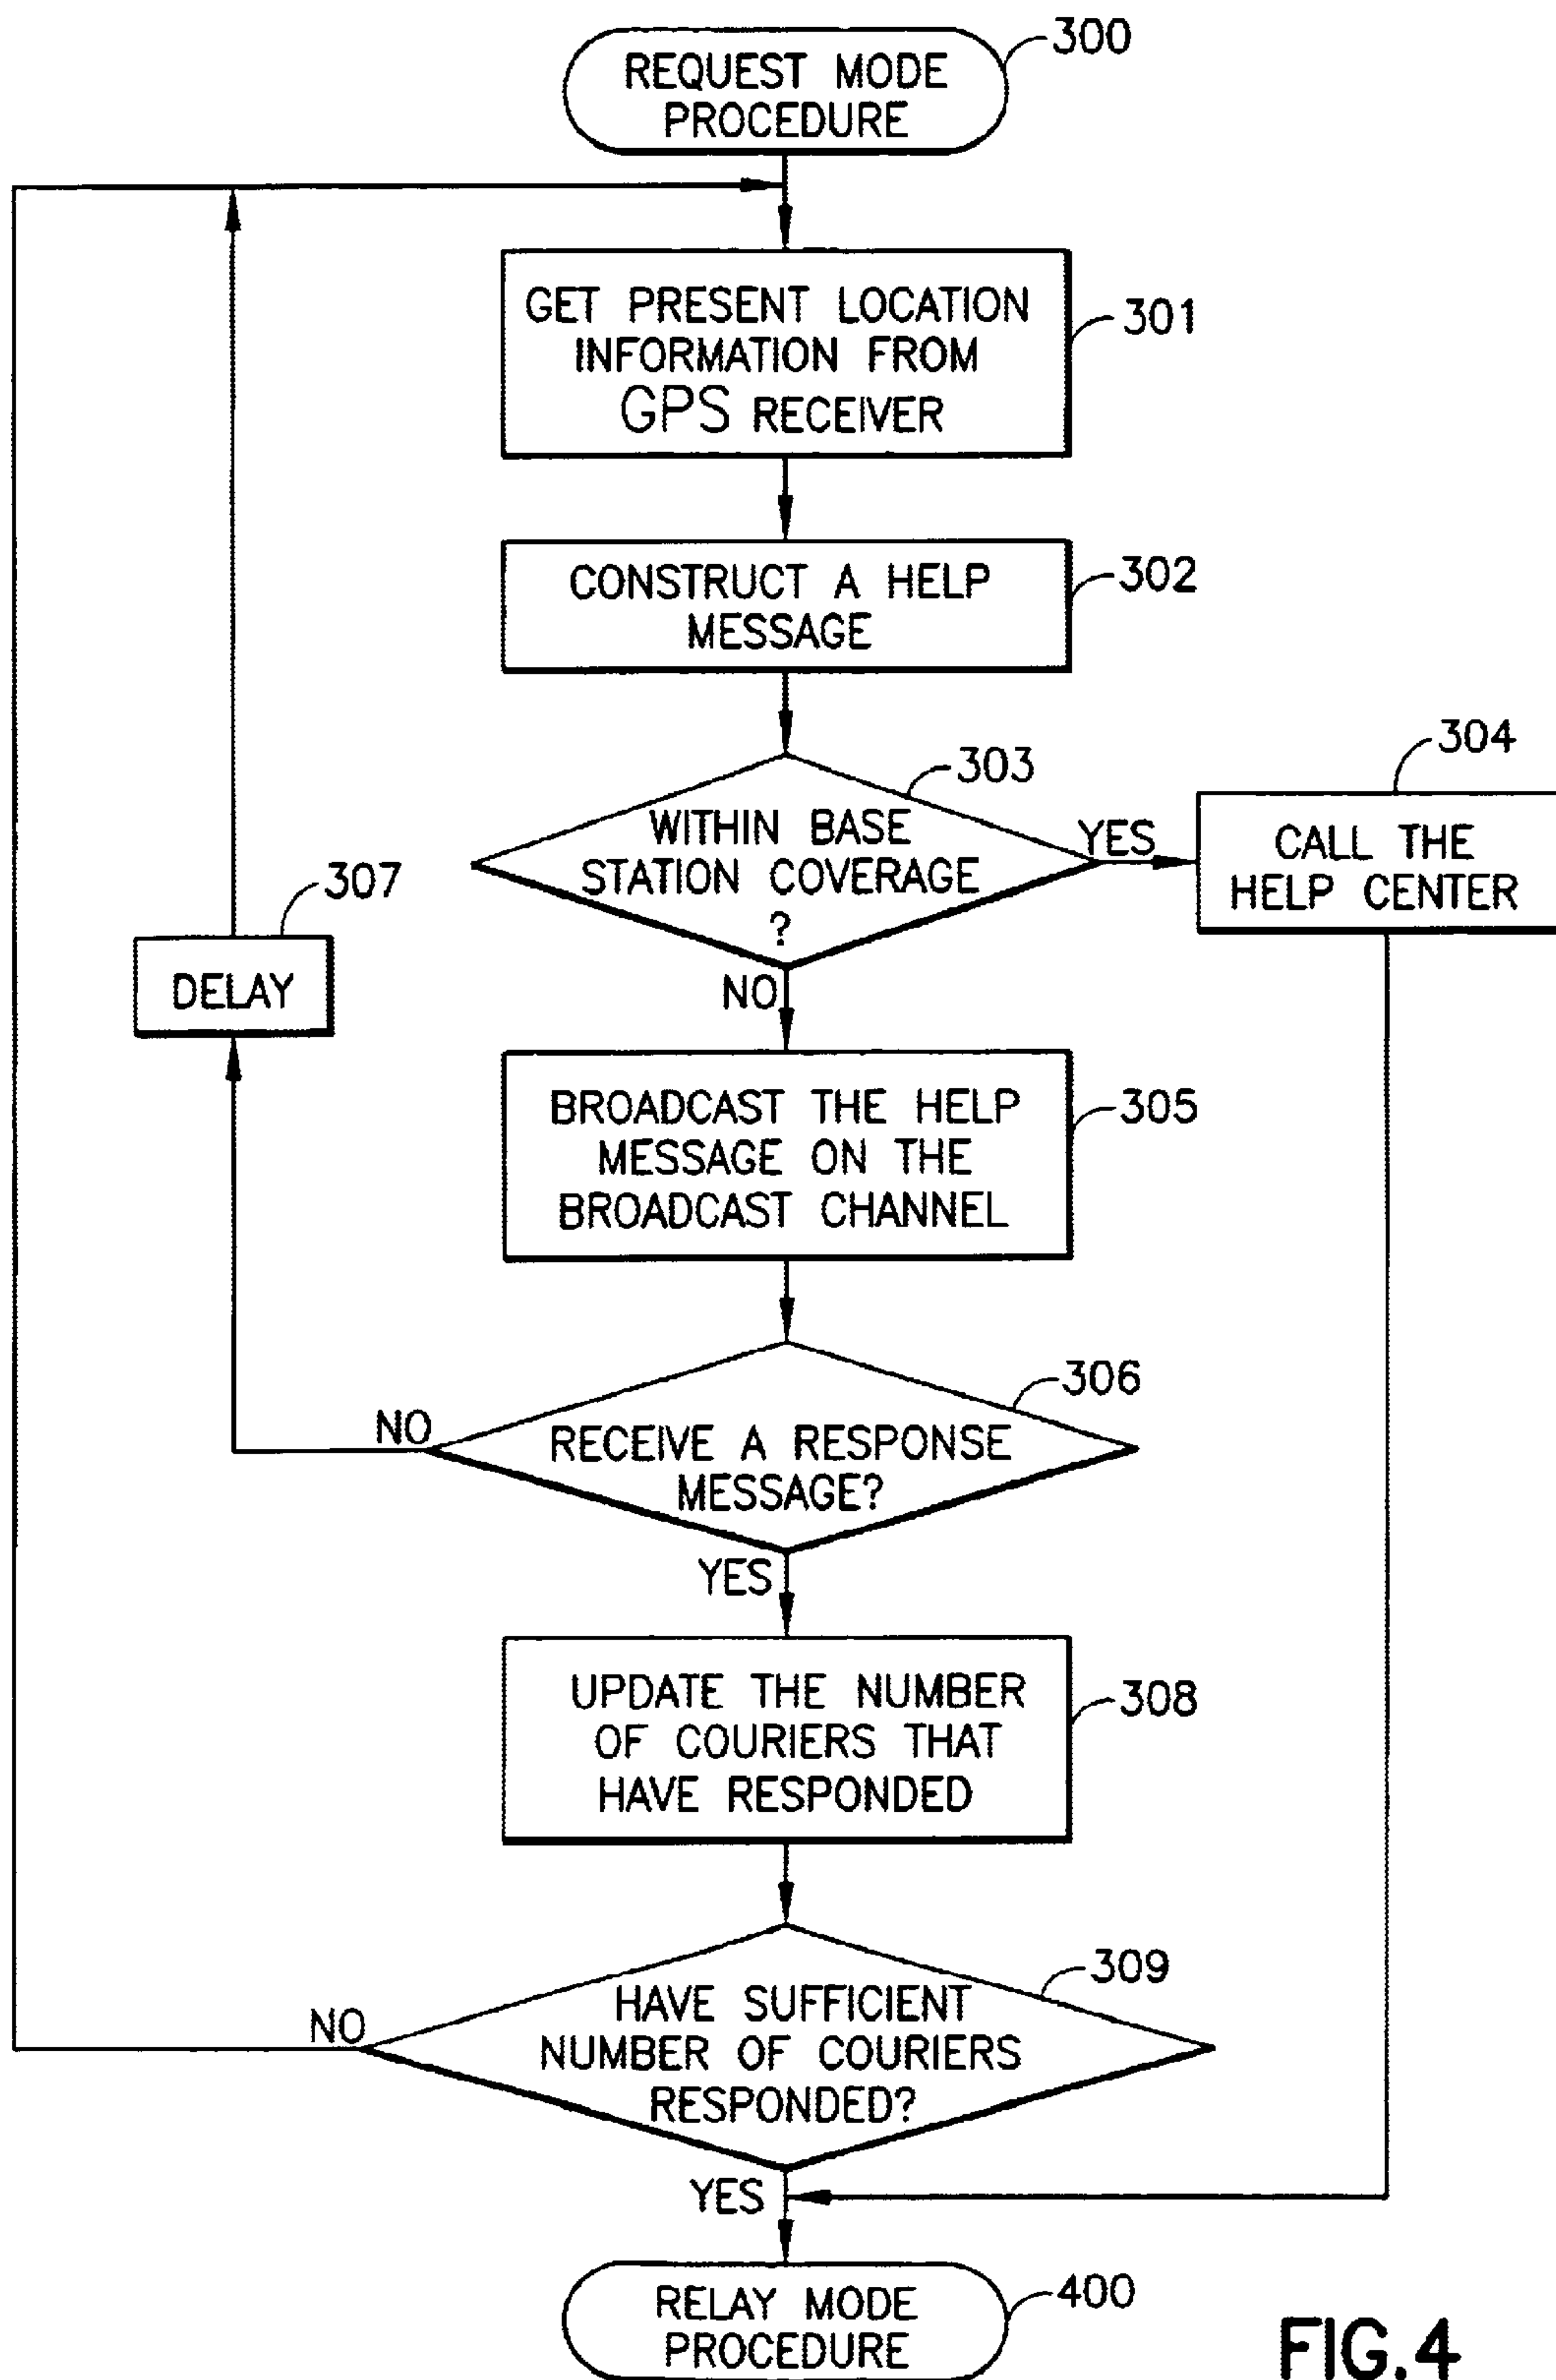 REQUEST MODE
PROCEDURE
300
GET PRESENT LOCATION
INFORMATION FROM
GPS RECEIVER
301
CONSTRUCT A HELP
MESSAGE
302
303
WITHIN BASE
STATION COVERAGE
?
YES
304
CALL THE
HELP CENTER
307
DELAY
NO
BROADCAST THE HELP
MESSAGE ON THE
BROADCAST CHANNEL
305
306
NO
RECEIVE A RESPONSE
MESSAGE?
YES
UPDATE THE NUMBER
OF COURIERS THAT
HAVE RESPONDED
308
309
NO
HAVE SUFFICIENT
NUMBER OF COURIERS
RESPONDED?
YES
RELAY MODE
PROCEDURE
400
FIG.4